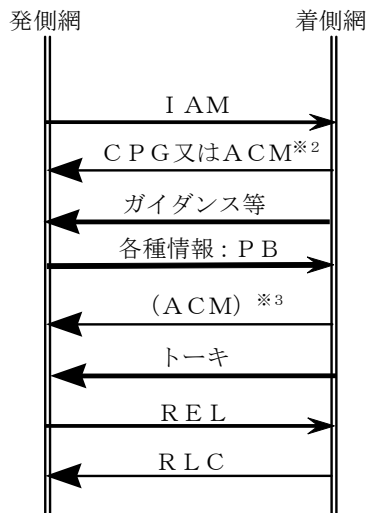 発側網 着側網
ＩＡＭ
ＣＰＧ又はＡＣＭ※2
ガイダンス等
各種情報：ＰＢ
（ＡＣＭ）※3
トーキ
ＲＥＬ
ＲＬＣ